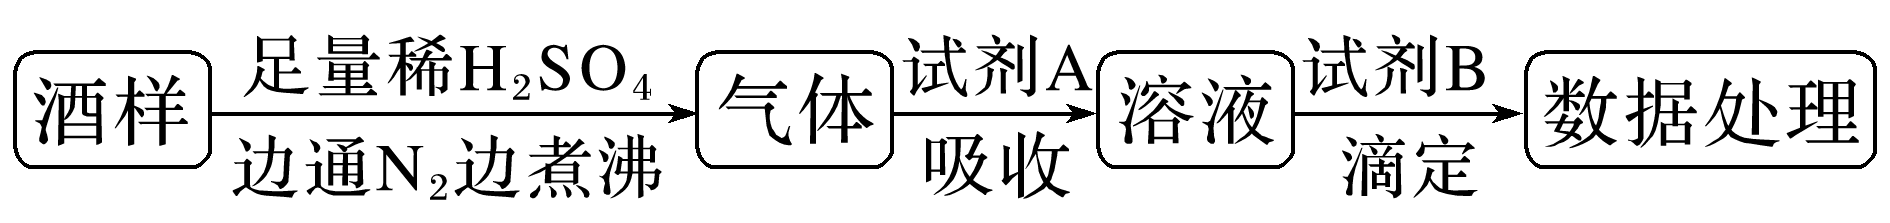 酒样
足量稀H₂SO₄
边通N₂边煮沸
气体
试剂A
吸收
溶液
试剂B
滴定
数据处理